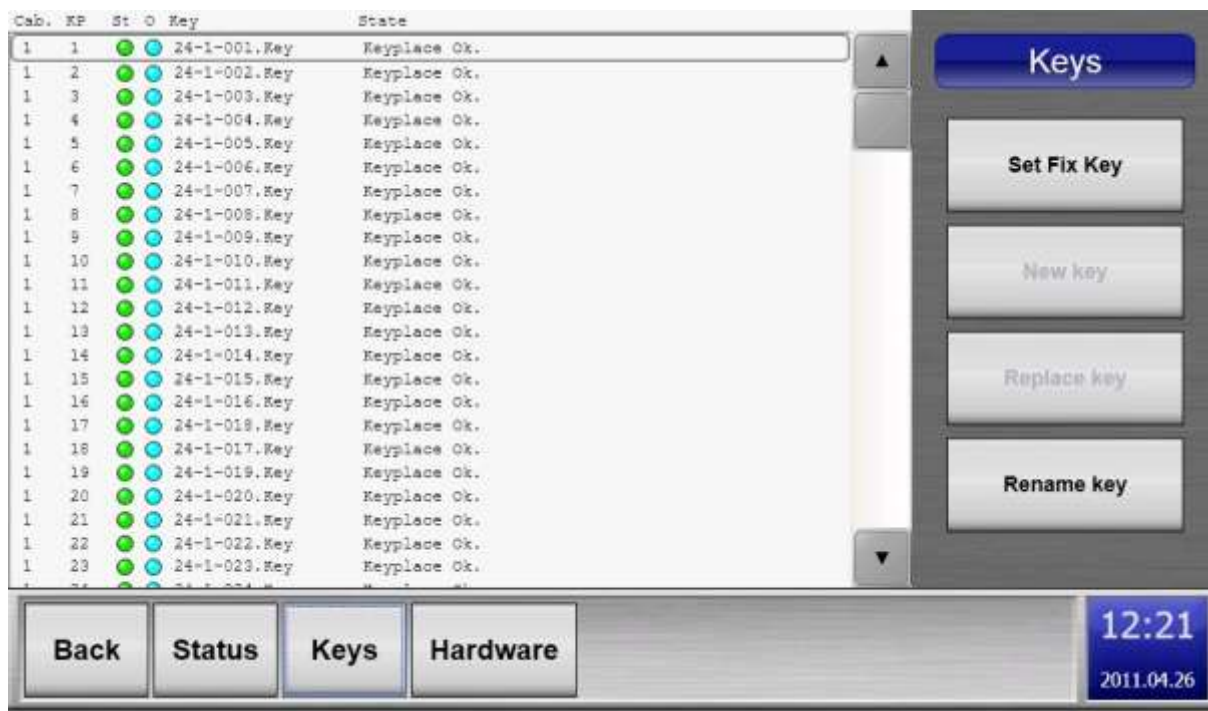 Cab. KP St O Key State
1 1 24-1-001.Key Keyplace Ok.
1 2 24-1-002.Key Keyplace Ok.
1 3 24-1-003.Key Keyplace Ok.
1 4 24-1-004.Key Keyplace Ok.
1 5 24-1-005.Key Keyplace Ok.
1 6 24-1-006.Key Keyplace Ok.
1 7 24-1-007.Key Keyplace Ok.
1 8 24-1-008.Key Keyplace Ok.
1 9 24-1-009.Key Keyplace Ok.
1 10 24-1-010.Key Keyplace Ok.
1 11 24-1-011.Key Keyplace Ok.
1 12 24-1-012.Key Keyplace Ok.
1 13 24-1-013.Key Keyplace Ok.
1 14 24-1-014.Key Keyplace Ok.
1 15 24-1-015.Key Keyplace Ok.
1 16 24-1-016.Key Keyplace Ok.
1 17 24-1-018.Key Keyplace Ok.
1 18 24-1-017.Key Keyplace Ok.
1 19 24-1-019.Key Keyplace Ok.
1 20 24-1-020.Key Keyplace Ok.
1 21 24-1-021.Key Keyplace Ok.
1 22 24-1-022.Key Keyplace Ok.
1 23 24-1-023.Key Keyplace Ok.
Keys
Set Fix Key
New key
Replace key
Rename key
Back
Status
Keys
Hardware
12:21
2011.04.26